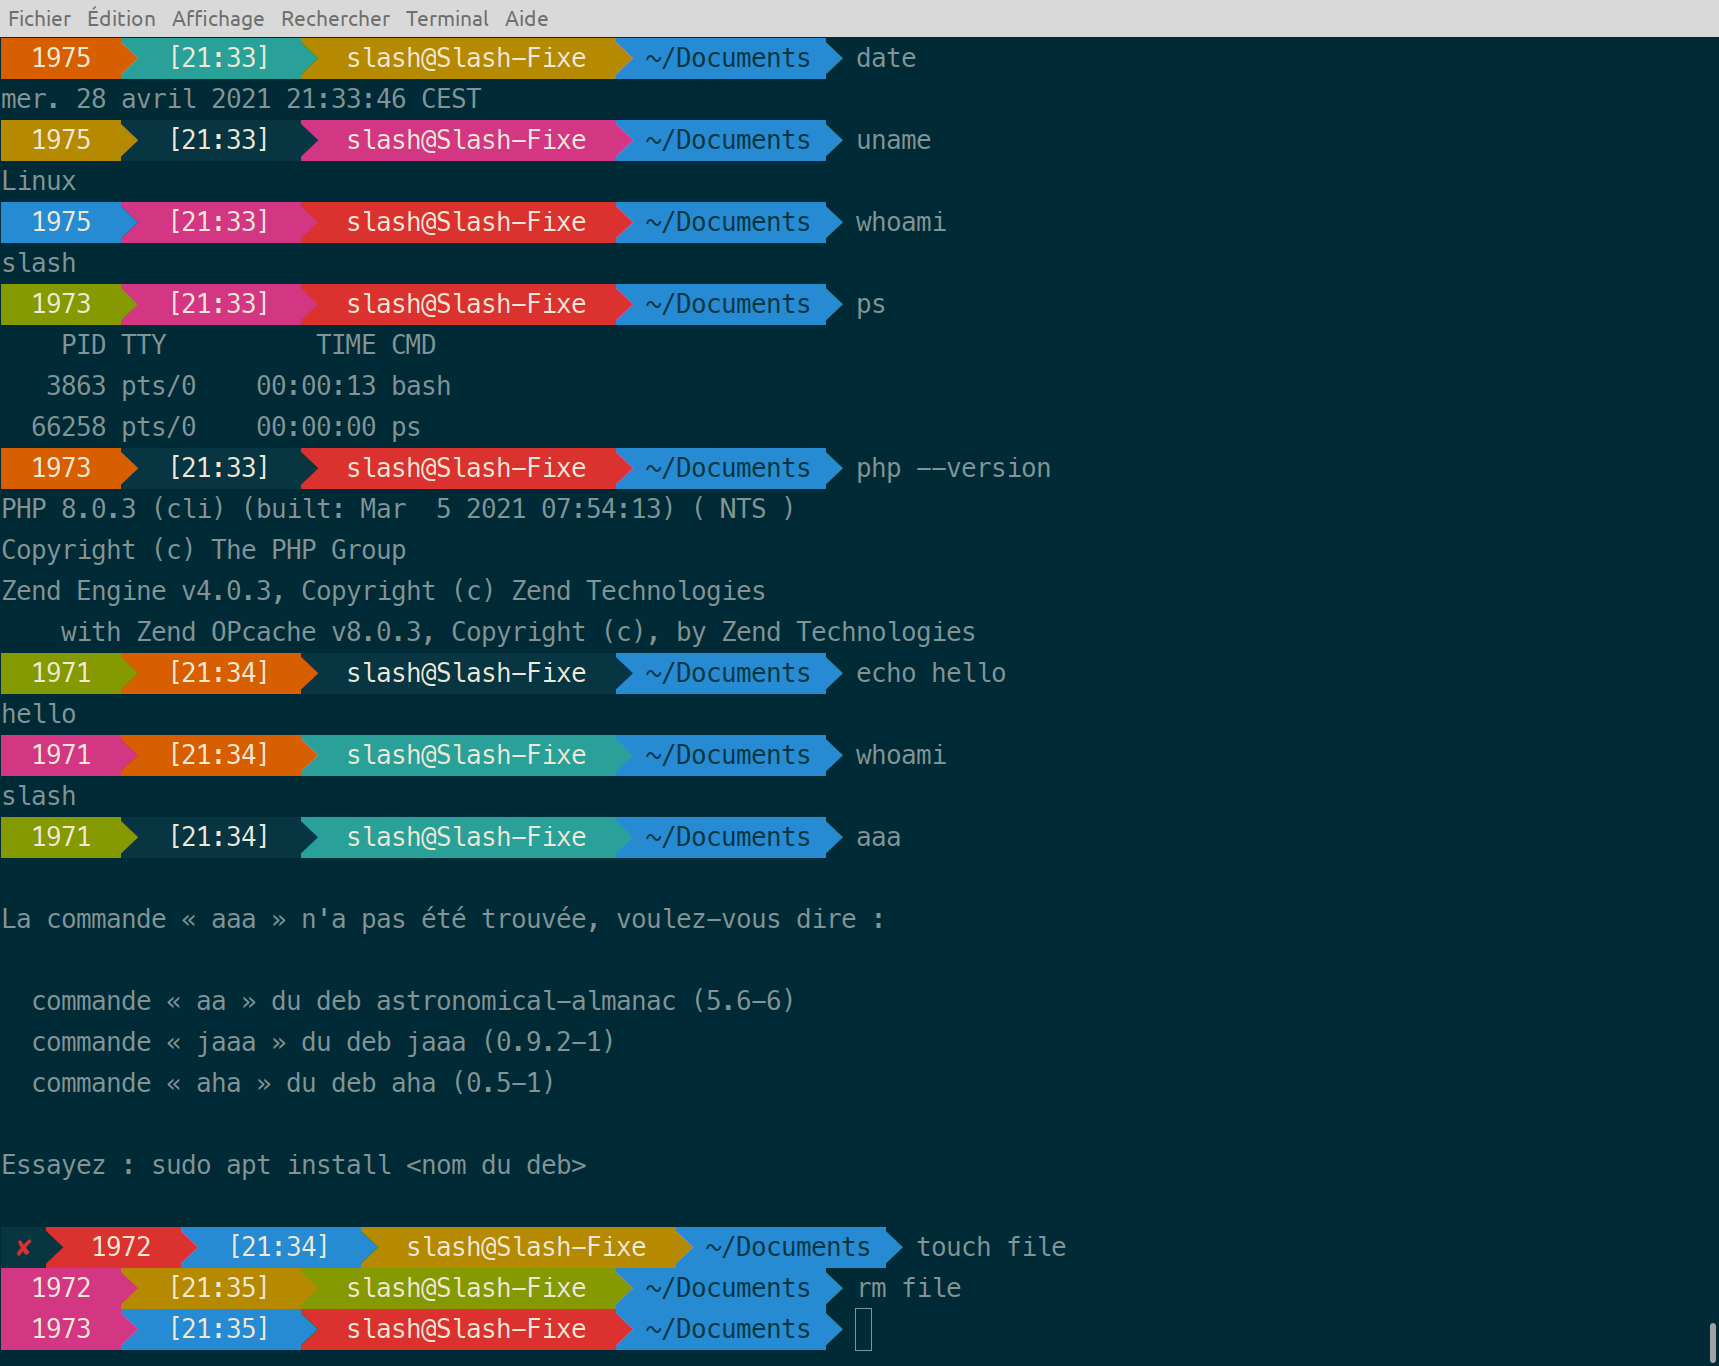 Fichier Édition Affichage Rechercher Terminal Aide
1975 [21:33] slash@Slash-Fixe ~/Documents date
mer. 28 avril 2021 21:33:46 CEST
1975 [21:33] slash@Slash-Fixe ~/Documents uname
Linux
1975 [21:33] slash@Slash-Fixe ~/Documents whoami
slash
1973 [21:33] slash@Slash-Fixe ~/Documents ps
    PID TTY          TIME CMD
   3863 pts/0    00:00:13 bash
  66258 pts/0    00:00:00 ps
1973 [21:33] slash@Slash-Fixe ~/Documents php --version
PHP 8.0.3 (cli) (built: Mar  5 2021 07:54:13) ( NTS )
Copyright (c) The PHP Group
Zend Engine v4.0.3, Copyright (c) Zend Technologies
    with Zend OPcache v8.0.3, Copyright (c), by Zend Technologies
1971 [21:34] slash@Slash-Fixe ~/Documents echo hello
hello
1971 [21:34] slash@Slash-Fixe ~/Documents whoami
slash
1971 [21:34] slash@Slash-Fixe ~/Documents aaa
La commande « aaa » n'a pas été trouvée, voulez-vous dire :
  commande « aa » du deb astronomical-almanac (5.6-6)
  commande « jaaa » du deb jaaa (0.9.2-1)
  commande « aha » du deb aha (0.5-1)
Essayez : sudo apt install <nom du deb>
✘ 1972 [21:34] slash@Slash-Fixe ~/Documents touch file
1972 [21:35] slash@Slash-Fixe ~/Documents rm file
1973 [21:35] slash@Slash-Fixe ~/Documents